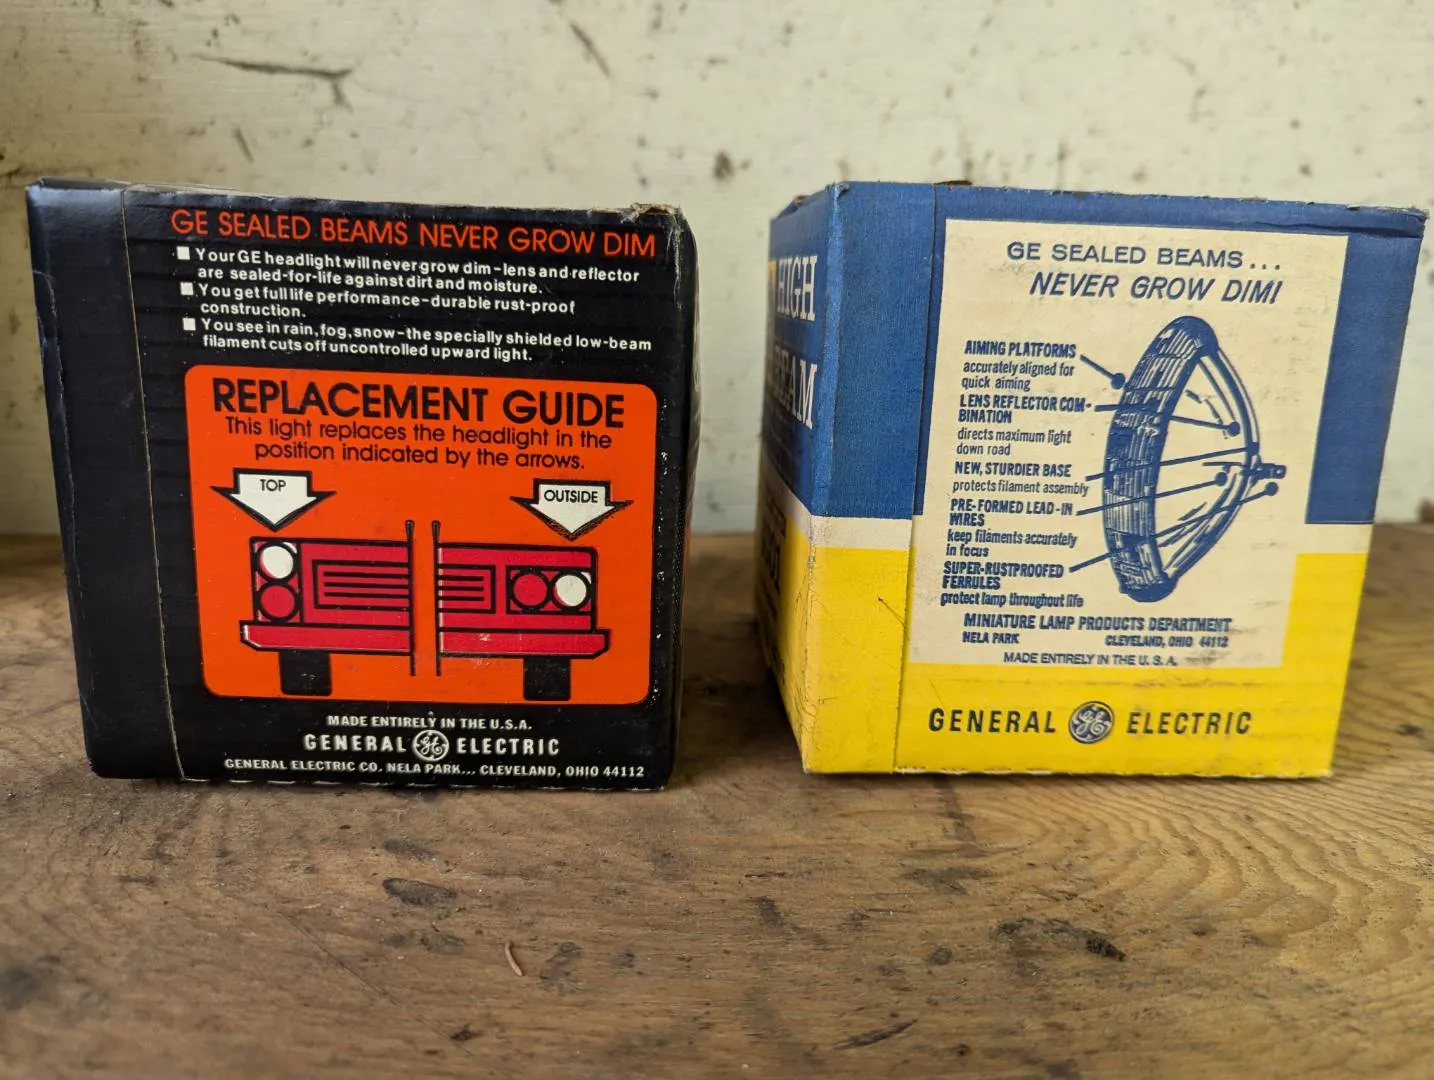 GE SEALED BEAMS NEVER GROW DIM
■ Your GE headlight will never grow dim-lens and reflector
are sealed-for-life against dirt and moisture.
■ You get full life performance-durable rust-proof
construction.
■ You see in rain, fog, snow-the specially shielded low-beam
filament cuts off uncontrolled upward light.
REPLACEMENT GUIDE
This light replaces the headlight in the
position indicated by the arrows.
TOP
OUTSIDE
MADE ENTIRELY IN THE U.S.A.
GENERAL GE ELECTRIC
GENERAL ELECTRIC CO. NELA PARK... CLEVELAND, OHIO 44112
HIGH
BEAM
GE SEALED BEAMS...
NEVER GROW DIM!
AIMING PLATFORMS
accurately aligned for
quick aiming
LENS REFLECTOR COM-
BINATION
directs maximum light
down road
NEW, STURDIER BASE
protects filament assembly
PRE-FORMED LEAD-IN
WIRES
keep filaments accurately
in focus
SUPER-RUSTPROOFED
FERRULES
protect lamp throughout life
MINIATURE LAMP PRODUCTS DEPARTMENT
NELA PARK CLEVELAND, OHIO 44112
MADE ENTIRELY IN THE U. S. A.
GENERAL GE ELECTRIC